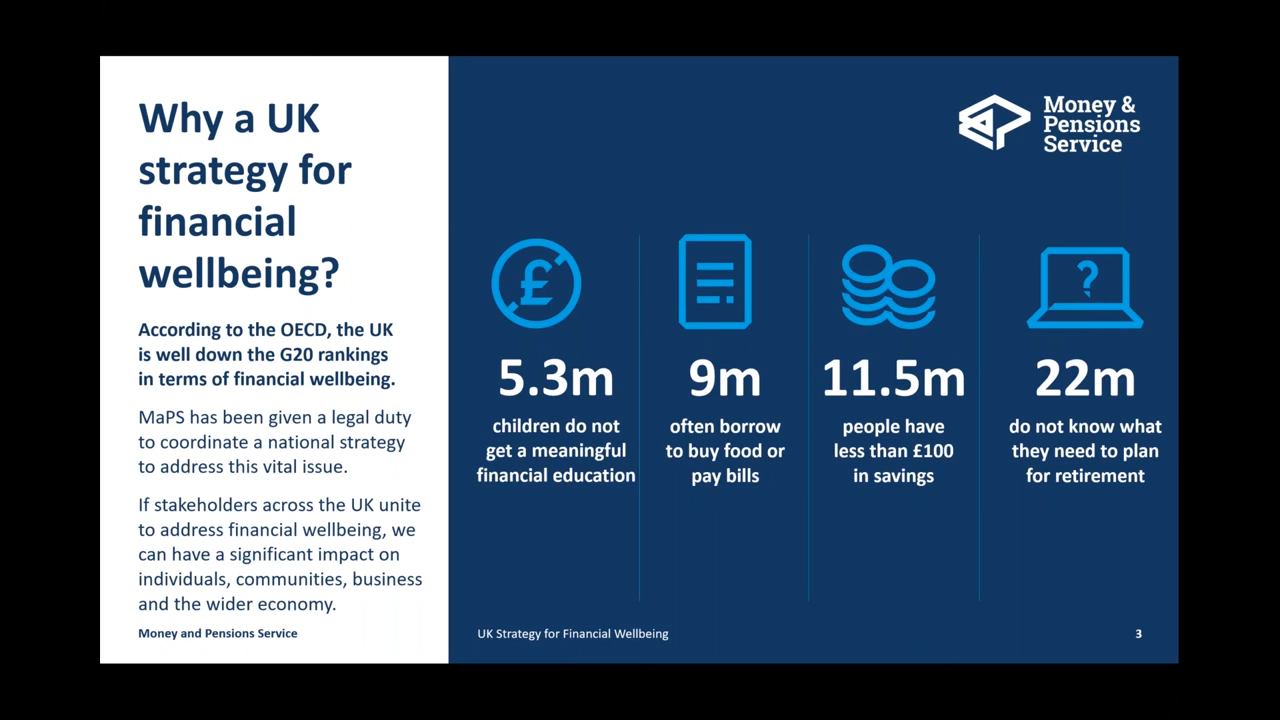 Why a UK
strategy for
financial
wellbeing?
According to the OECD, the UK
is well down the G20 rankings
in terms of financial wellbeing.
MaPS has been given a legal duty
to coordinate a national strategy
to address this vital issue.
If stakeholders across the UK unite
to address financial wellbeing, we
can have a significant impact on
individuals, communities, business
and the wider economy.
Money and Pensions Service
Money &
Pensions
Service
£
5.3m
children do not
get a meaningful
financial education
9m
often borrow
to buy food or
pay bills
11.5m
people have
less than £100
in savings
?
22m
do not know what
they need to plan
for retirement
UK Strategy for Financial Wellbeing
3